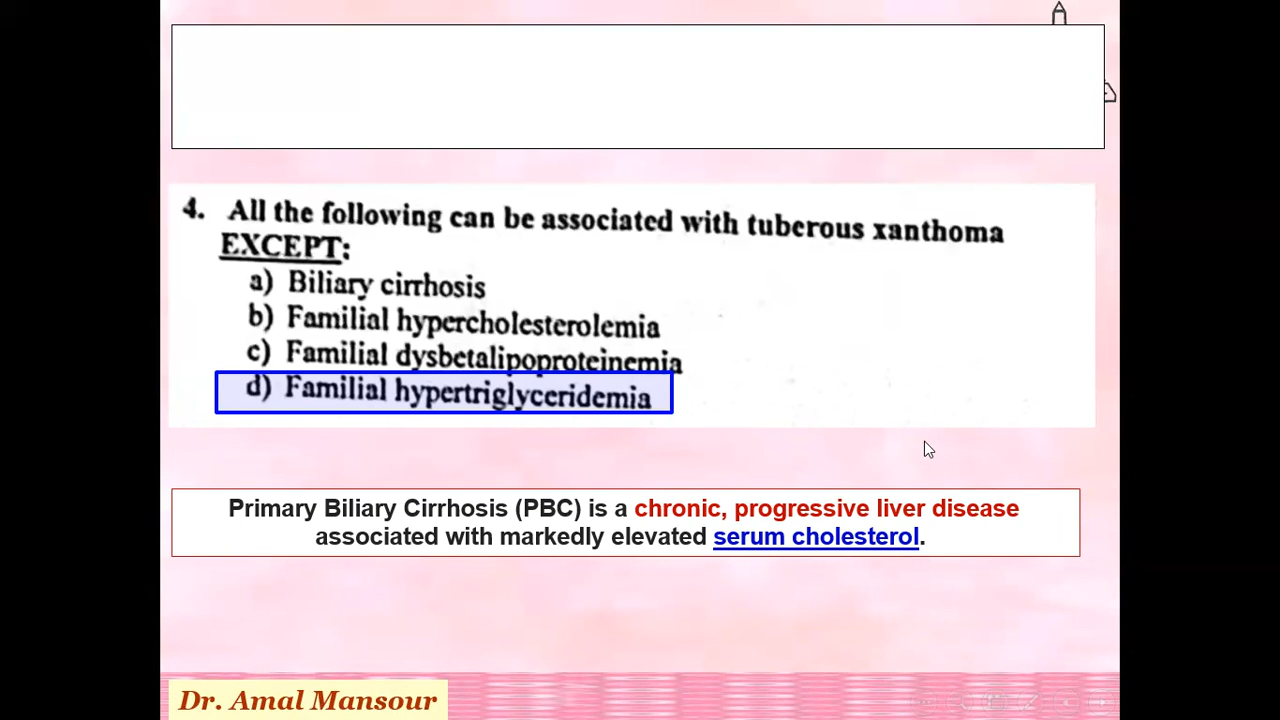 4. All the following can be associated with tuberous xanthoma
EXCEPT:
a) Biliary cirrhosis
b) Familial hypercholesterolemia
c) Familial dysbetalipoproteinemia
d) Familial hypertriglyceridemia
Primary Biliary Cirrhosis (PBC) is a chronic, progressive liver disease
associated with markedly elevated serum cholesterol.
Dr. Amal Mansour